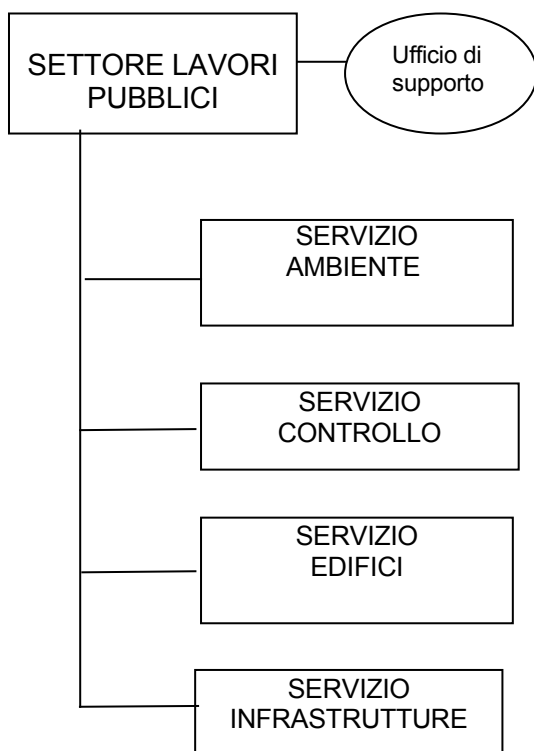 SETTORE LAVORI
PUBBLICI
Ufficio di
supporto
SERVIZIO
AMBIENTE
SERVIZIO
CONTROLLO
SERVIZIO
EDIFICI
SERVIZIO
INFRASTRUTTURE